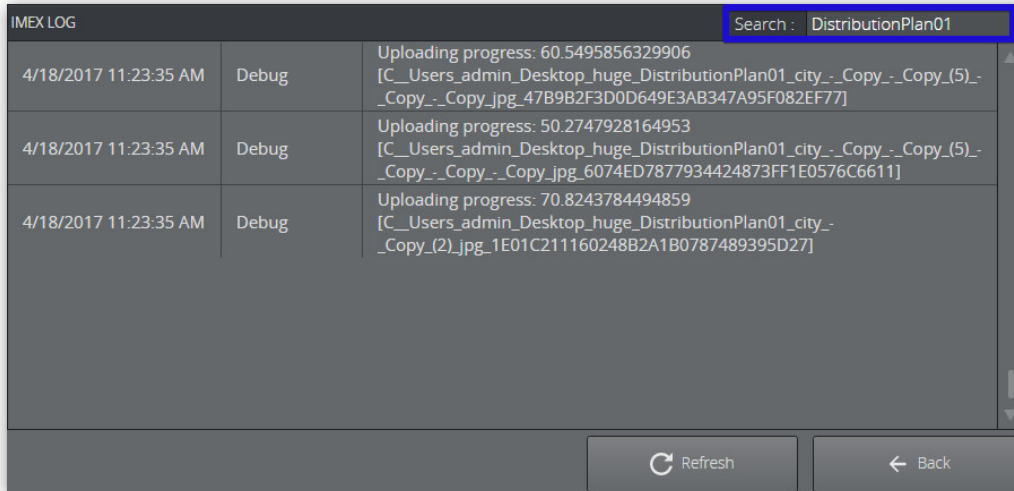 IMEX LOG
Search : DistributionPlan01
4/18/2017 11:23:35 AM Debug Uploading progress: 60.5495856329906
[C__Users_admin_Desktop_huge_DistributionPlan01_city_-_Copy_-_Copy_(5)_-
_Copy_-_Copy_jpg_47B9B2F3D0D649E3AB347A95F082EF77]
4/18/2017 11:23:35 AM Debug Uploading progress: 50.2747928164953
[C__Users_admin_Desktop_huge_DistributionPlan01_city_-_Copy_-_Copy_(5)_-
_Copy_-_Copy_-_Copy_jpg_6074ED7877934424873FF1E0576C6611]
4/18/2017 11:23:35 AM Debug Uploading progress: 70.8243784494859
[C__Users_admin_Desktop_huge_DistributionPlan01_city_-
_Copy_(2)_jpg_1E01C211160248B2A1B0787489395D27]
Refresh
Back